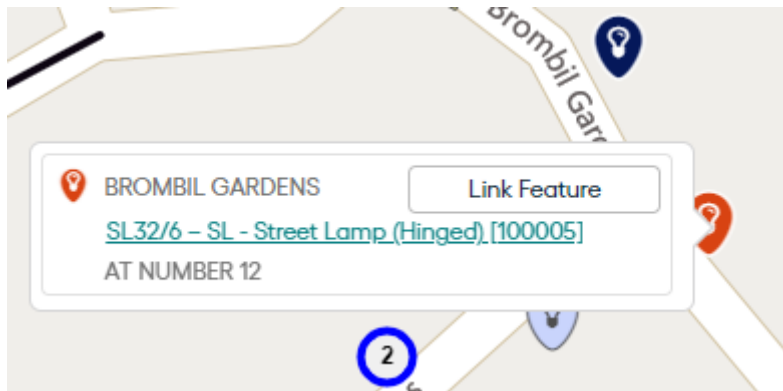 Brombil Gar
BROMBIL GARDENS
Link Feature
SL32/6 – SL - Street Lamp (Hinged) [100005]
AT NUMBER 12
2